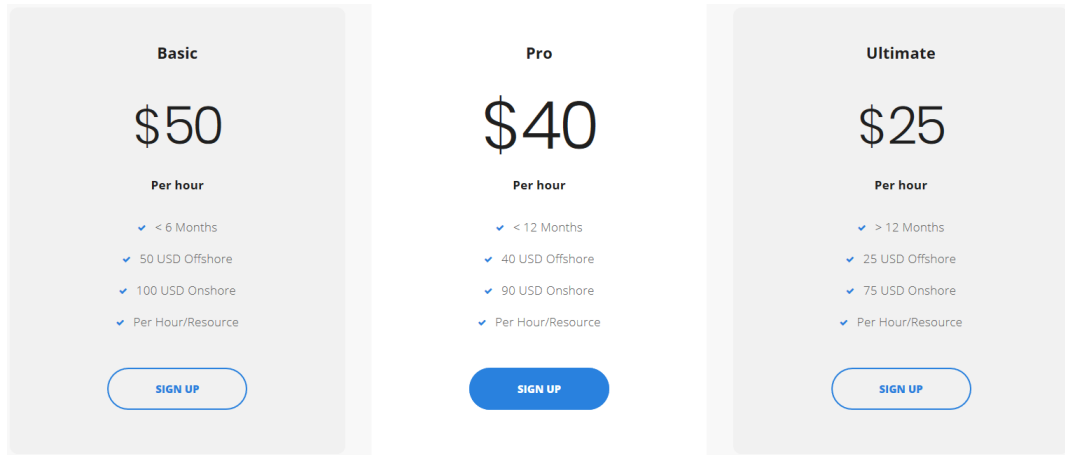 Basic
$50
Per hour
< 6 Months
50 USD Offshore
100 USD Onshore
Per Hour/Resource
SIGN UP
Pro
$40
Per hour
< 12 Months
40 USD Offshore
90 USD Onshore
Per Hour/Resource
SIGN UP
Ultimate
$25
Per hour
> 12 Months
25 USD Offshore
75 USD Onshore
Per Hour/Resource
SIGN UP